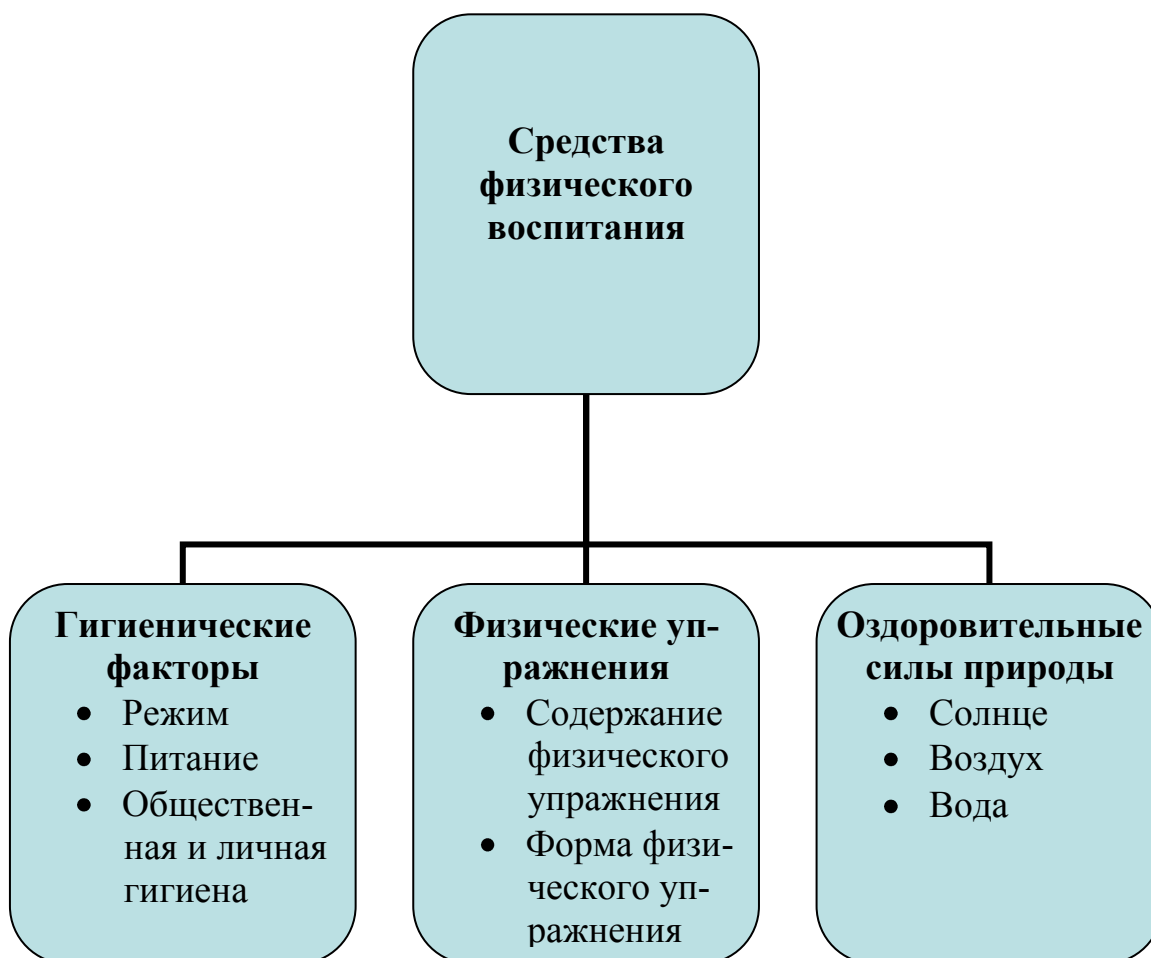 Средства
физического
воспитания
Гигиенические
факторы
• Режим
• Питание
• Обществен-
ная и личная
гигиена
Физические уп-
ражнения
• Содержание
физического
упражнения
• Форма физи-
ческого уп-
ражнения
Оздоровительные
силы природы
• Солнце
• Воздух
• Вода